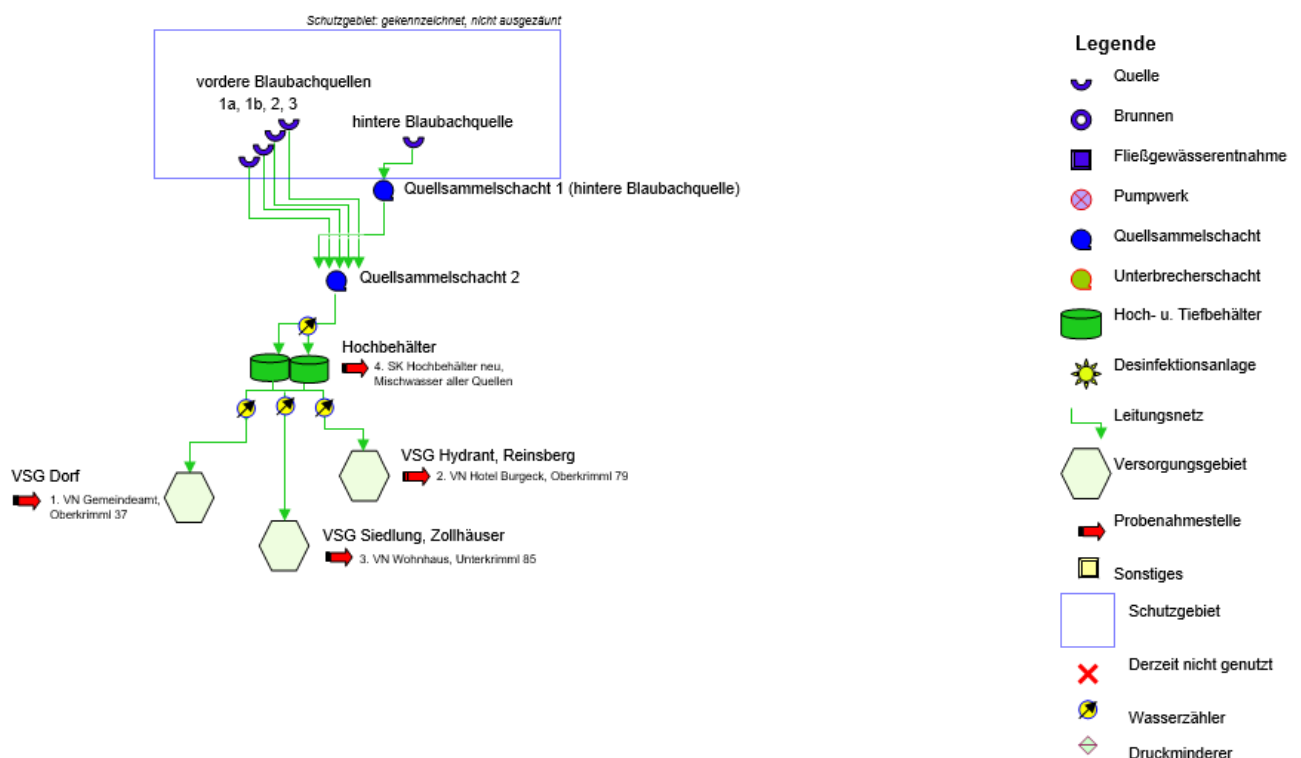 Schutzgebiet: gekennzeichnet, nicht ausgezäunt
vordere Blaubachquellen
1a, 1b, 2, 3
hintere Blaubachquelle
Quellsammelschacht 1 (hintere Blaubachquelle)
Quellsammelschacht 2
Hochbehälter
4. SK Hochbehälter neu,
Mischwasser aller Quellen
VSG Dorf
1. VN Gemeindeamt,
Oberkrimml 37
VSG Hydrant, Reinsberg
2. VN Hotel Burgeck, Oberkrimml 79
VSG Siedlung, Zollhäuser
3. VN Wohnhaus, Unterkrimml 85
Legende
Quelle
Brunnen
Fließgewässerentnahme
Pumpwerk
Quellsammelschacht
Unterbrecherschacht
Hoch- u. Tiefbehälter
Desinfektionsanlage
Leitungsnetz
Versorgungsgebiet
Probenahmestelle
Sonstiges
Schutzgebiet
Derzeit nicht genutzt
Wasserzähler
Druckminderer